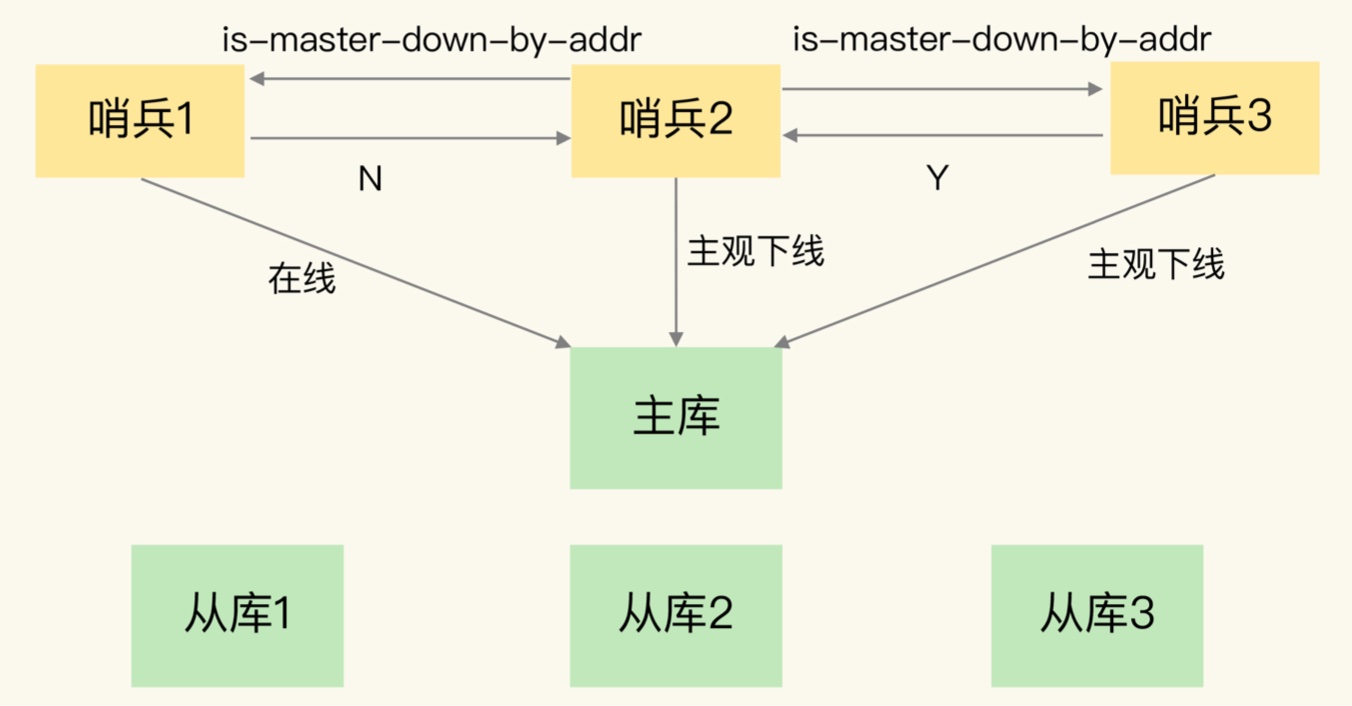 is-master-down-by-addr
is-master-down-by-addr
哨兵1
哨兵2
哨兵3
N
Y
在线
主观下线
主观下线
主库
从库1
从库2
从库3